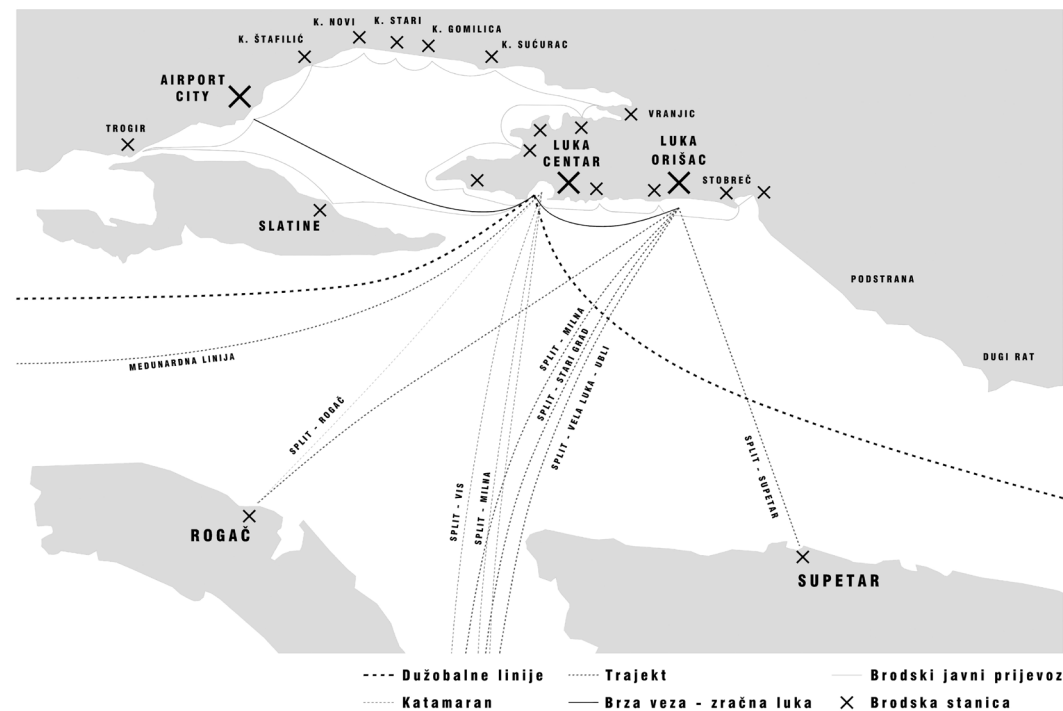 K. NOVI
K. STARI
K. GOMILICA
K. ŠTAFILIĆ
K. SUĆURAC
AIRPORT
CITY
TROGIR
VRANJIC
LUKA
CENTAR
LUKA
ORIŠAC
STOBREČ
SLATINE
PODSTRANA
DUGI RAT
MEĐUNARDNA LINIJA
SPLIT - ROGAČ
SPLIT - MILNA
SPLIT - STARI GRAD
SPLIT - VELA LUKA - UBLI
SPLIT - VIS
SPLIT - MILNA
SPLIT - SUPETAR
ROGAČ
SUPETAR
Dužobalne linije
Trajekt
Brodski javni prijevoz
Katamaran
Brza veza - zračna luka
Brodska stanica